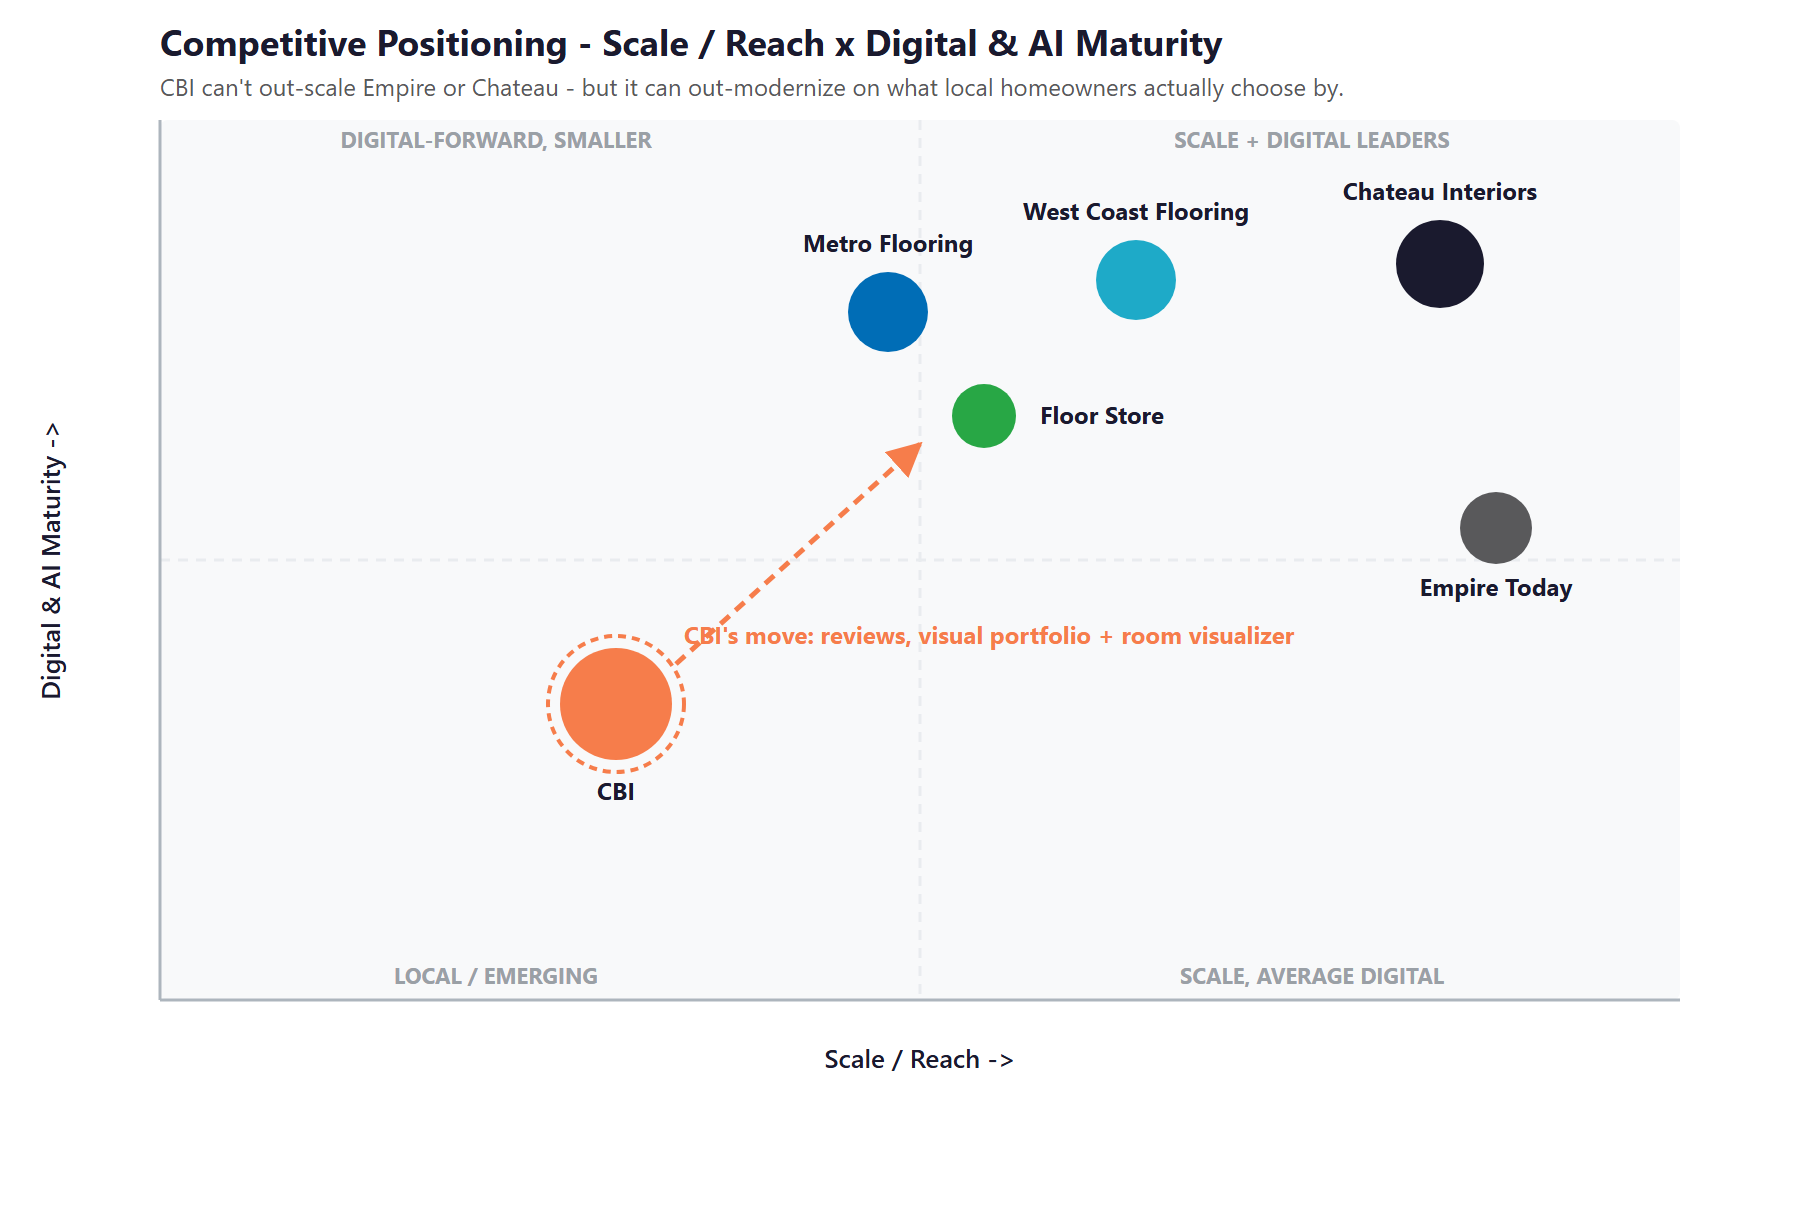 Competitive Positioning - Scale / Reach x Digital & AI Maturity
CBI can't out-scale Empire or Chateau - but it can out-modernize on what local homeowners actually choose by.
DIGITAL-FORWARD, SMALLER
SCALE + DIGITAL LEADERS
Chateau Interiors
West Coast Flooring
Metro Flooring
Floor Store
Empire Today
CBI's move: reviews, visual portfolio + room visualizer
CBI
LOCAL / EMERGING
SCALE, AVERAGE DIGITAL
Digital & AI Maturity ->
Scale / Reach ->